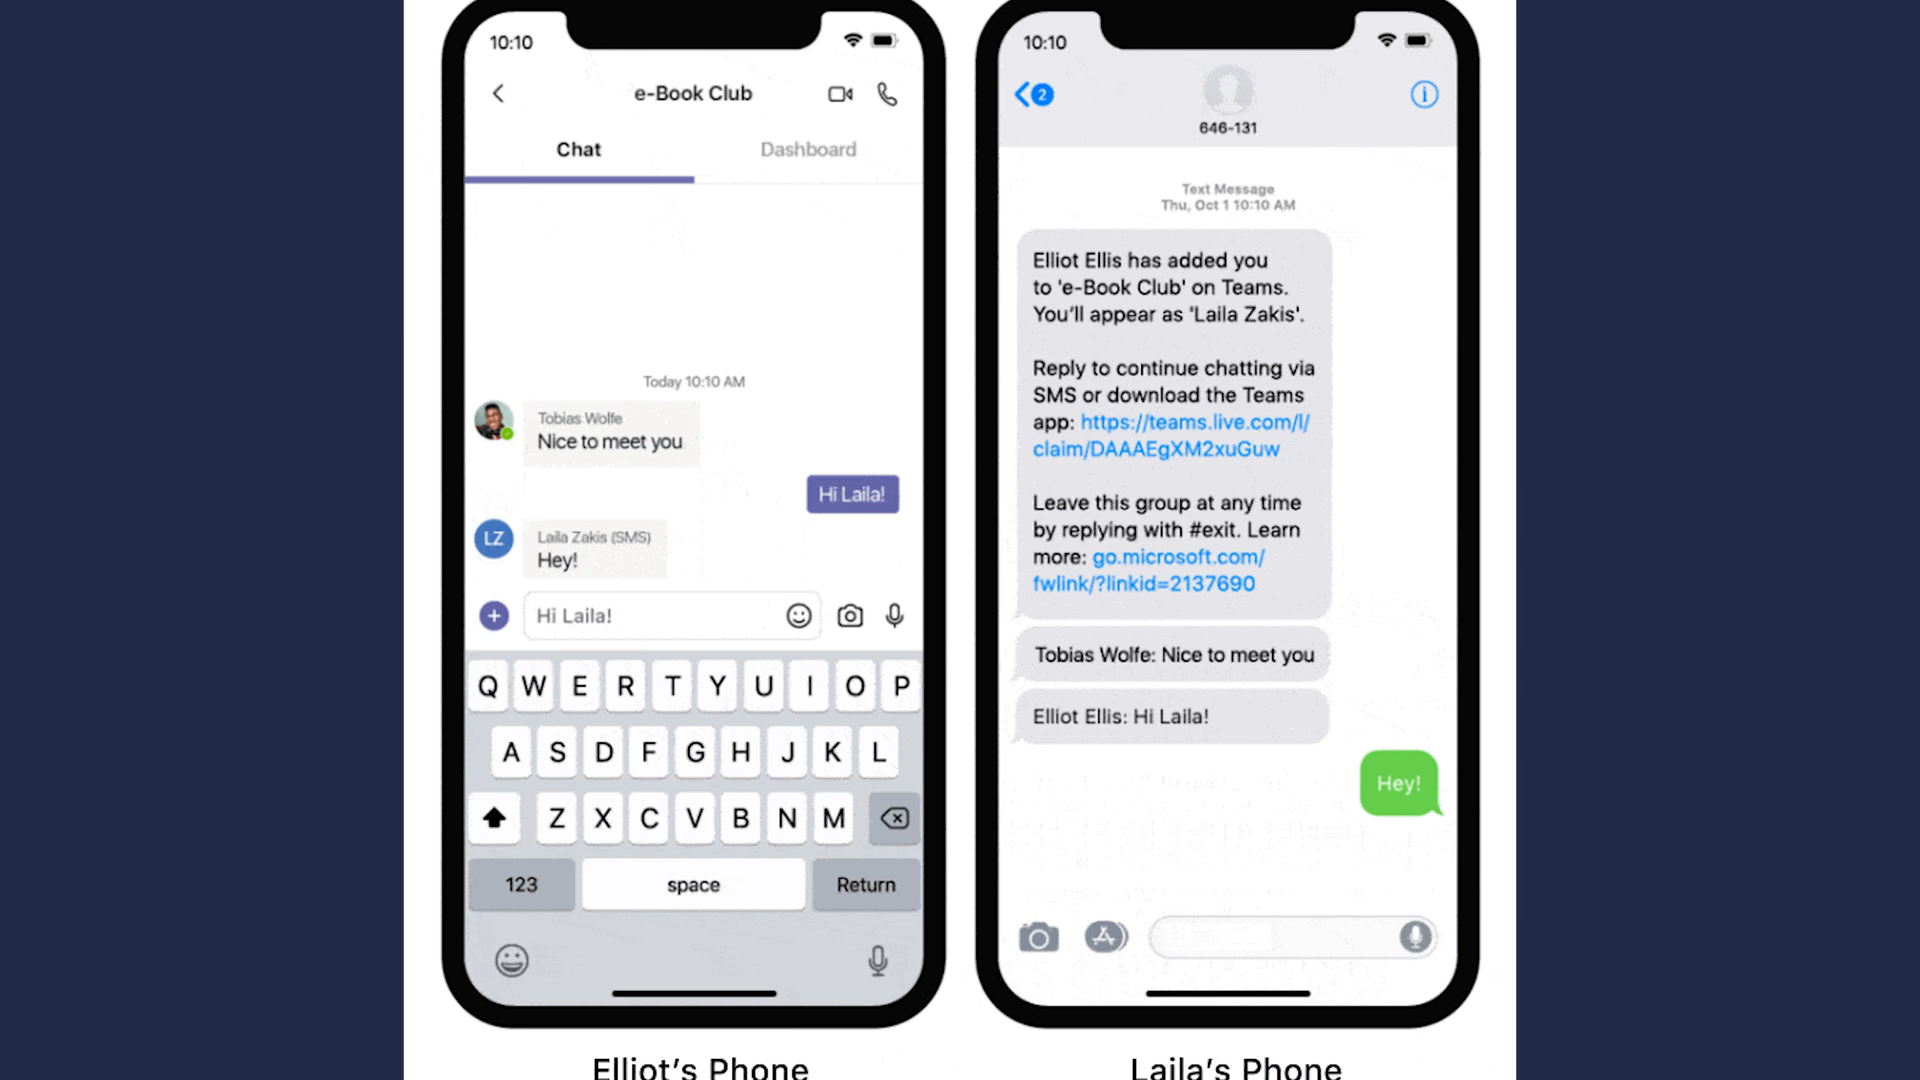 10:10
e-Book Club
Chat
Dashboard
Today 10:10 AM
Tobias Wolfe
Nice to meet you
Hi Laila!
LZ
Laila Zakis (SMS)
Hey!
Hi Laila!
Q W E R T Y U I O P
A S D F G H J K L
Z X C V B N M
123
space
Return
Elliot's Phone
10:10
2
646-131
Text Message
Thu, Oct 1 10:10 AM
Elliot Ellis has added you
to 'e-Book Club' on Teams.
You'll appear as 'Laila Zakis'.
Reply to continue chatting via
SMS or download the Teams
app: https://teams.live.com/l/
claim/DAAAEgXM2xuGuw
Leave this group at any time
by replying with #exit. Learn
more: go.microsoft.com/
fwlink/?linkid=2137690
Tobias Wolfe: Nice to meet you
Elliot Ellis: Hi Laila!
Hey!
Laila's Phone